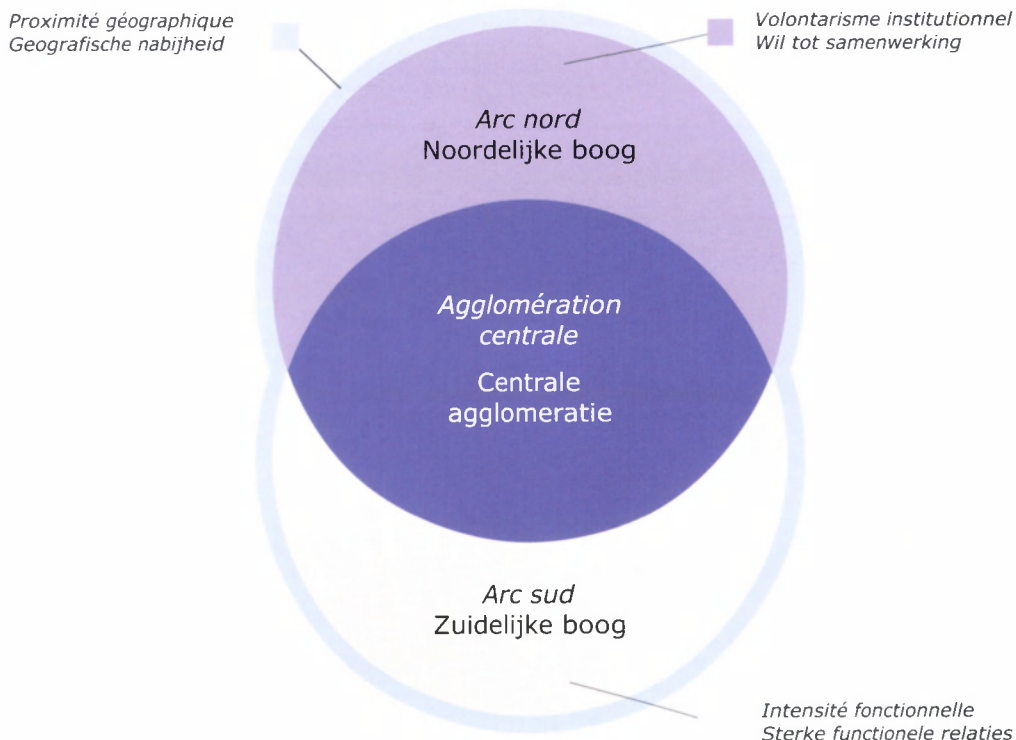 Proximité géographique
Geografische nabijheid
Volontarisme institutionnel
Wil tot samenwerking
Arc nord
Noordelijke boog
Agglomération
centrale
Centrale
agglomeratie
Arc sud
Zuidelijke boog
Intensité fonctionnelle
Sterke functionele relaties